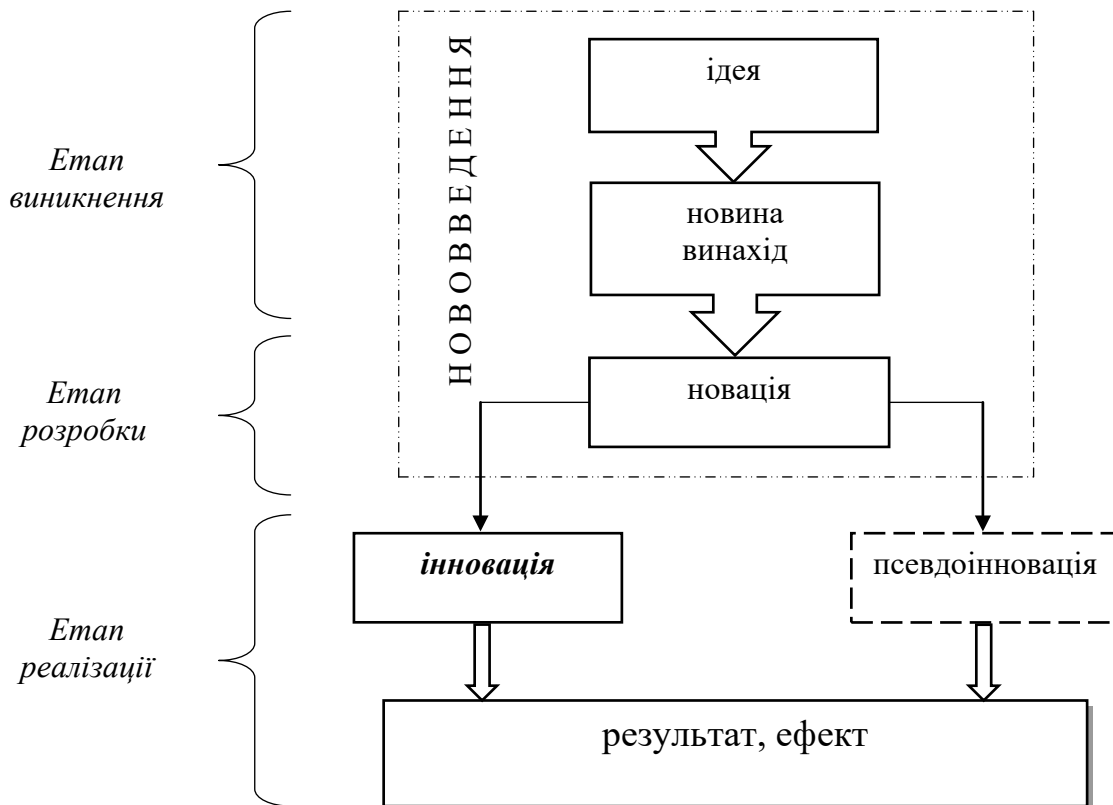 Етап
виникнення
НОВОВВЕДЕННЯ
ідея
новина
винахід
Етап
розробки
новація
Етап
реалізації
інновація
псевдоінновація
результат, ефект